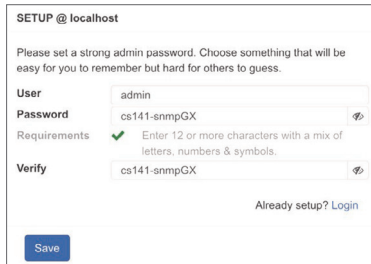 SETUP @ localhost
Please set a strong admin password. Choose something that will be
easy for you to remember but hard for others to guess.
User admin
Password cs141-snmpGX
Requirements Enter 12 or more characters with a mix of
letters, numbers & symbols.
Verify cs141-snmpGX
Already setup? Login
Save